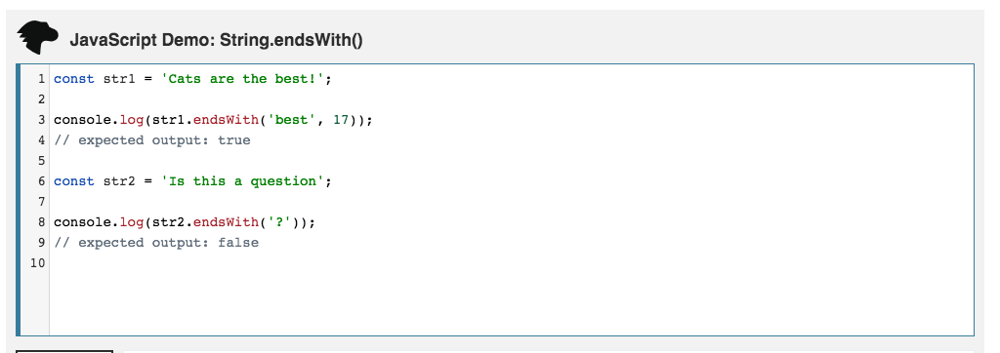 JavaScript Demo: String.endsWith()
1 const str1 = 'Cats are the best!';
2
3 console.log(str1.endsWith('best', 17));
4 // expected output: true
5
6 const str2 = 'Is this a question';
7
8 console.log(str2.endsWith('?'));
9 // expected output: false
10